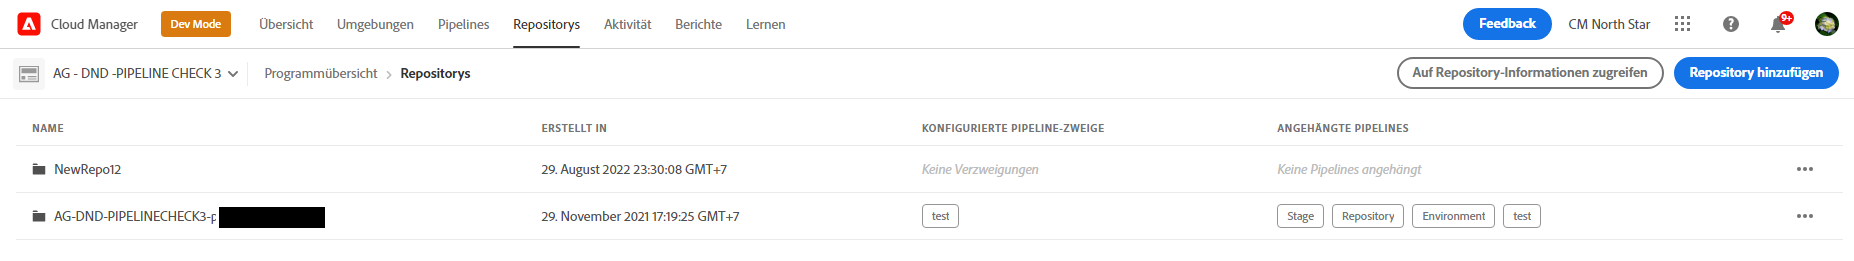 Cloud Manager Dev Mode Übersicht Umgebungen Pipelines Repositorys Aktivität Berichte Lernen Feedback CM North Star 9+
AG - DND -PIPELINE CHECK 3 Programmübersicht Repositorys Auf Repository-Informationen zugreifen Repository hinzufügen
NAME ERSTELLT IN KONFIGURIERTE PIPELINE-ZWEIGE ANGEHÄNGTE PIPELINES
NewRepo12 29. August 2022 23:30:08 GMT+7 Keine Verzweigungen Keine Pipelines angehängt
AG-DND-PIPELINECHECK3-p 29. November 2021 17:19:25 GMT+7 test Stage Repository Environment test